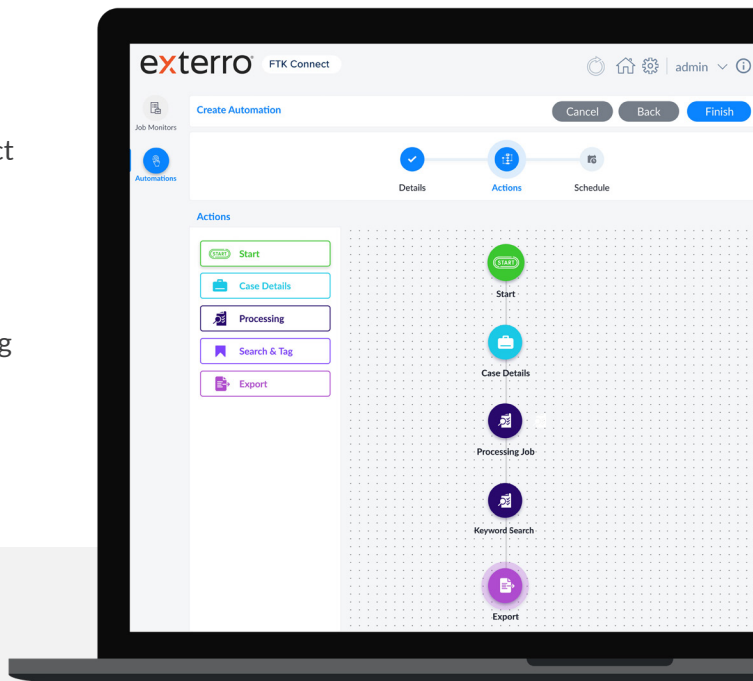 exterro FTK Connect
admin
Job Monitors
Automations
Create Automation
Cancel Back Finish
Details Actions Schedule
Actions
START Start
Case Details
Processing
Search & Tag
Export
START
Start
Case Details
Processing Job
Keyword Search
Export